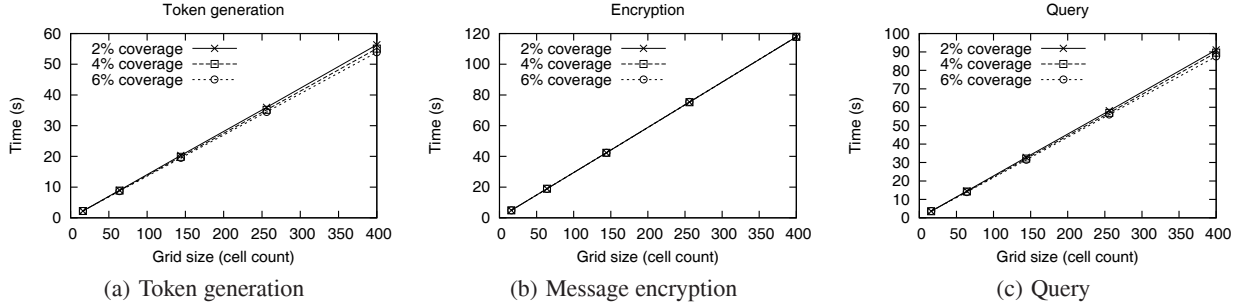 Token generation
60
50
40
30
20
10
0
Time (s)
2% coverage
4% coverage
6% coverage
0 50 100 150 200 250 300 350 400
Grid size (cell count)
(a) Token generation
Encryption
120
100
80
60
40
20
0
Time (s)
2% coverage
4% coverage
6% coverage
0 50 100 150 200 250 300 350 400
Grid size (cell count)
(b) Message encryption
Query
100
90
80
70
60
50
40
30
20
10
0
Time (s)
2% coverage
4% coverage
6% coverage
0 50 100 150 200 250 300 350 400
Grid size (cell count)
(c) Query